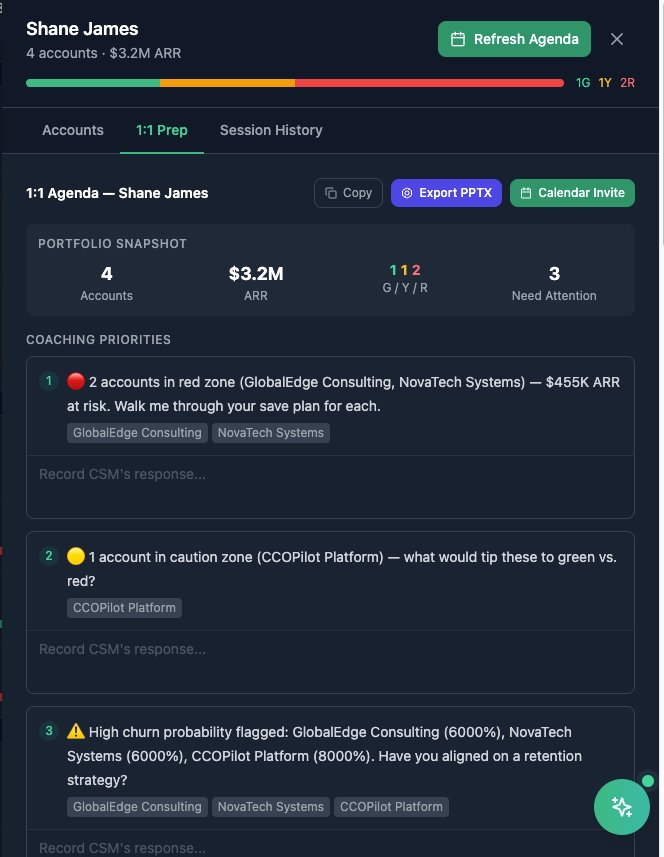 Shane James
4 accounts · $3.2M ARR
Refresh Agenda
1G 1Y 2R
Accounts
1:1 Prep
Session History
1:1 Agenda — Shane James
Copy
Export PPTX
Calendar Invite
PORTFOLIO SNAPSHOT
4
Accounts
$3.2M
ARR
1 1 2
G / Y / R
3
Need Attention
COACHING PRIORITIES
1
🔴 2 accounts in red zone (GlobalEdge Consulting, NovaTech Systems) — $455K ARR
at risk. Walk me through your save plan for each.
GlobalEdge Consulting
NovaTech Systems
Record CSM's response...
2
🟡 1 account in caution zone (CCOPilot Platform) — what would tip these to green vs.
red?
CCOPilot Platform
Record CSM's response...
3
⚠️ High churn probability flagged: GlobalEdge Consulting (6000%), NovaTech
Systems (6000%), CCOPilot Platform (8000%). Have you aligned on a retention
strategy?
GlobalEdge Consulting
NovaTech Systems
CCOPilot Platform
Record CSM's response...